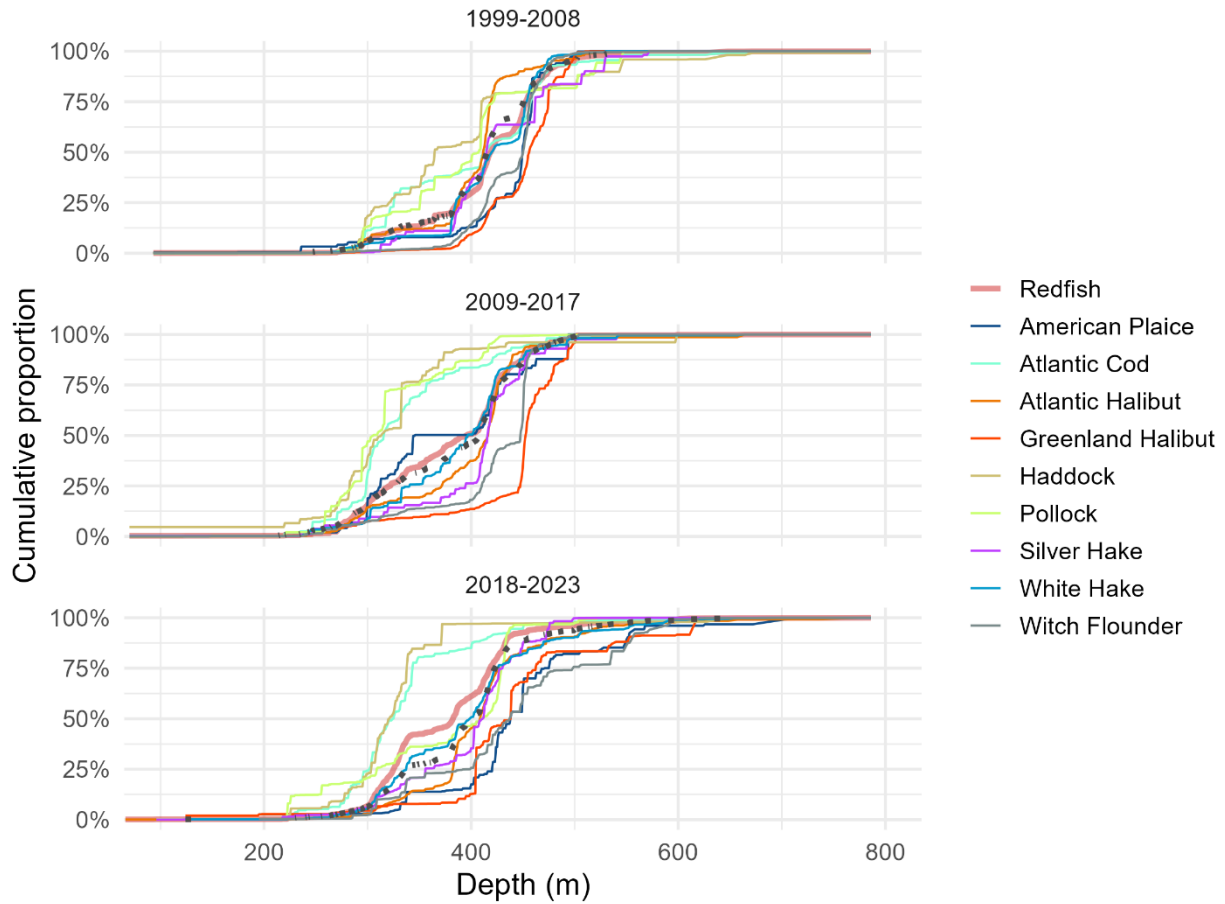 1999-2008
100%
75%
50%
25%
0%
2009-2017
100%
75%
50%
25%
0%
2018-2023
100%
75%
50%
25%
0%
200 400 600 800
Depth (m)
Cumulative proportion
Redfish
American Plaice
Atlantic Cod
Atlantic Halibut
Greenland Halibut
Haddock
Pollock
Silver Hake
White Hake
Witch Flounder